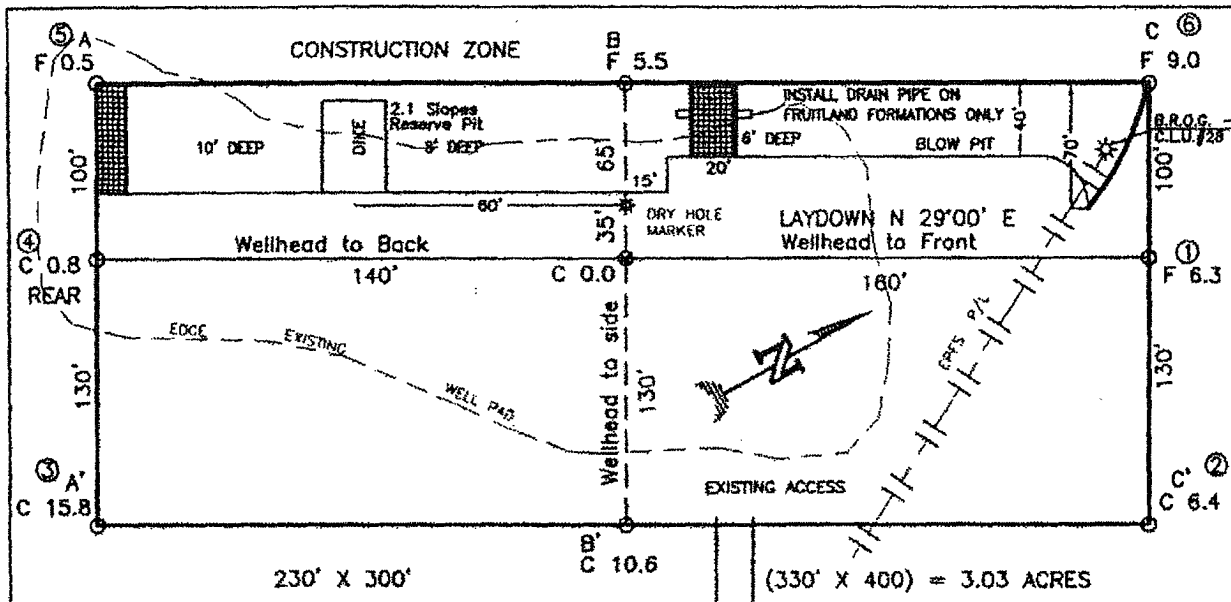 ⑤ A
CONSTRUCTION ZONE
B
C ⑥
F 0.5
F 5.5
F 9.0
2.1 Slopes
Reserve Pit
INSTALL DRAIN PIPE ON
FRUITLAND FORMATIONS ONLY
B.R.O.G.
C.L.U.#28
10' DEEP
DIKE
8' DEEP
6' DEEP
BLOW PIT
40'
70'
100'
65'
100'
15'
20'
60'
35'
DRY HOLE
MARKER
LAYDOWN N 29°00' E
④
Wellhead to Back
Wellhead to Front
①
C 0.8
140'
C 0.0
160'
F 6.3
REAR
EDGE
EXISTING
WELL PAD
130'
Wellhead to side
130'
N
EPFS P/L
130'
③ A'
EXISTING ACCESS
C' ②
C 15.8
C 6.4
B'
C 10.6
230' X 300'
(330' X 400) = 3.03 ACRES